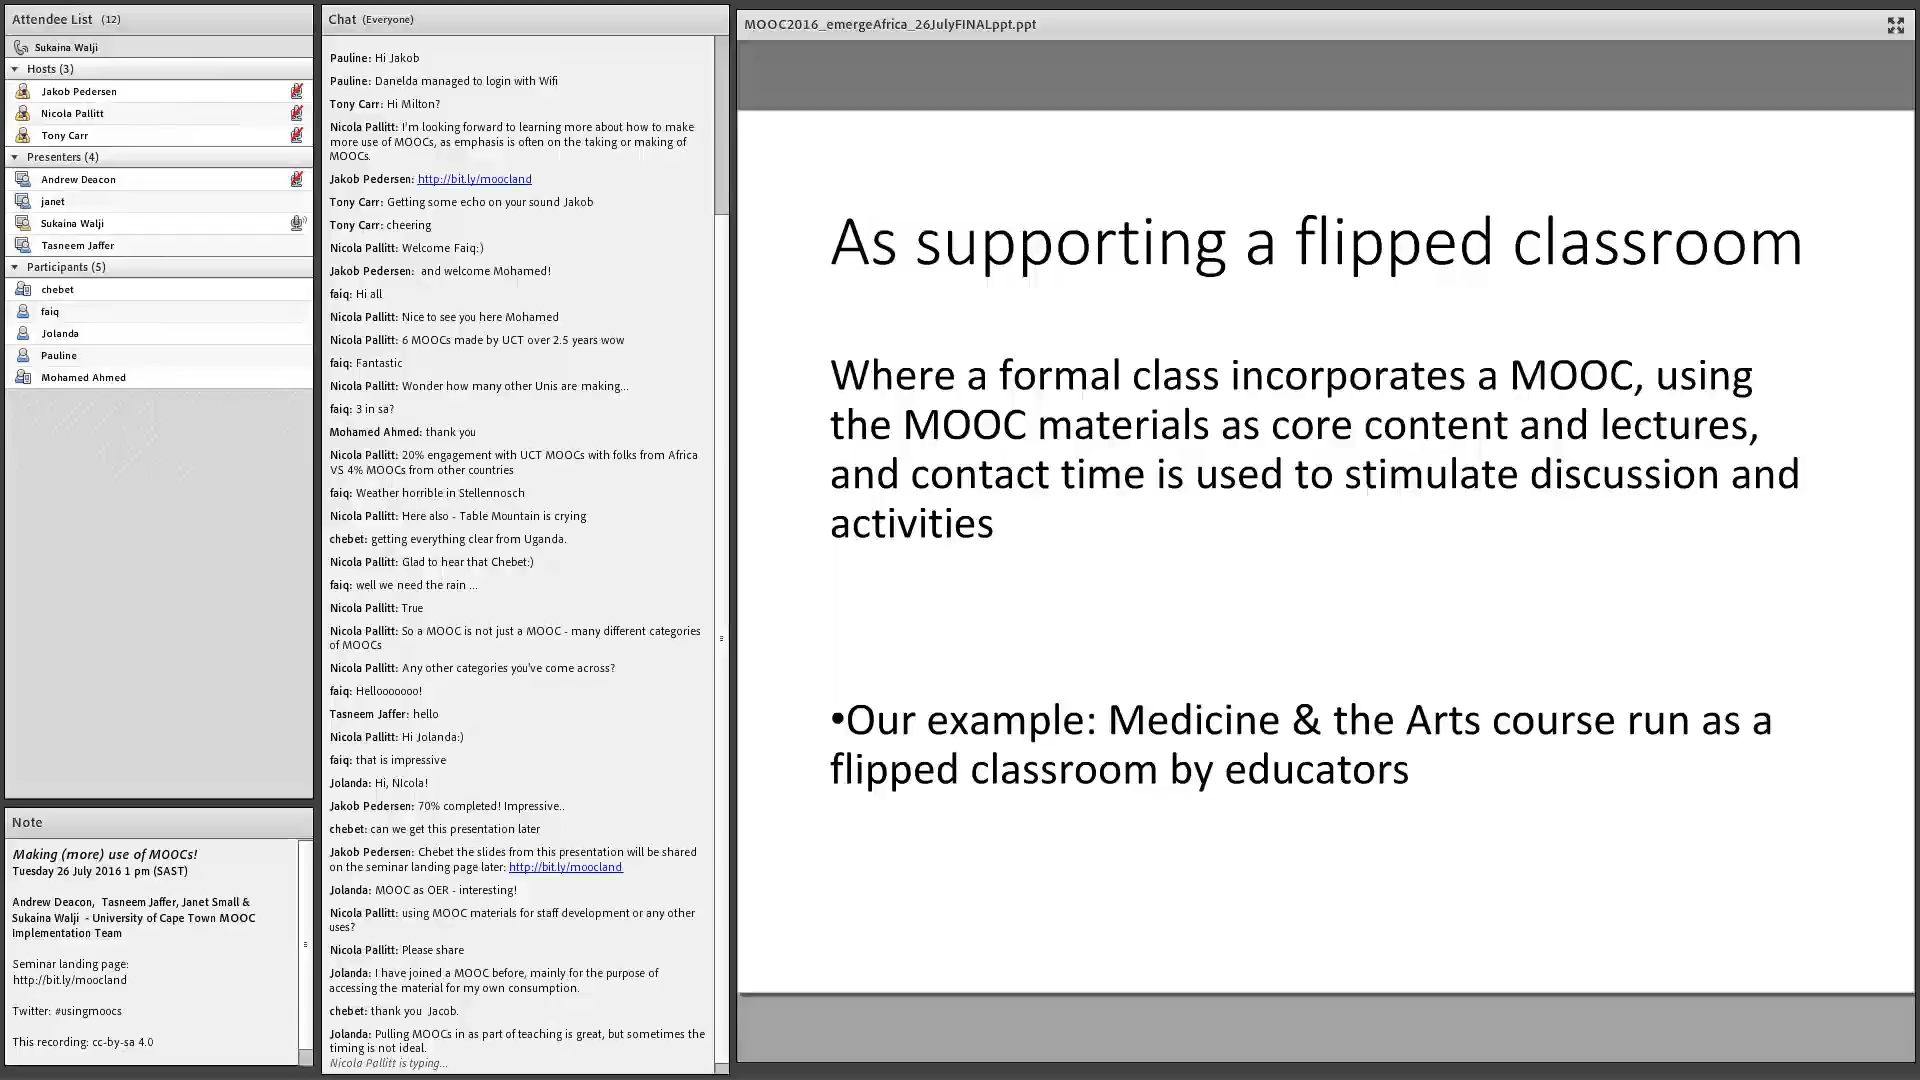 Attendee List (12)
Sukaina Walji
Hosts (3)
Jakob Pedersen
Nicola Pallitt
Tony Carr
Presenters (4)
Andrew Deacon
janet
Sukaina Walji
Tasneem Jaffer
Participants (5)
chebet
faiq
Jolanda
Pauline
Mohamed Ahmed
Note
Making (more) use of MOOCs!
Tuesday 26 July 2016 1 pm (SAST)
Andrew Deacon, Tasneem Jaffer, Janet Small &
Sukaina Walji - University of Cape Town MOOC
Implementation Team
Seminar landing page:
http://bit.ly/moocland
Twitter: #usingmoocs
This recording: cc-by-sa 4.0
Chat (Everyone)
Pauline: Hi Jakob
Pauline: Danelda managed to login with Wifi
Tony Carr: Hi Milton?
Nicola Pallitt: I'm looking forward to learning more about how to make
more use of MOOCs, as emphasis is often on the taking or making of
MOOCs.
Jakob Pedersen: http://bit.ly/moocland
Tony Carr: Getting some echo on your sound Jakob
Tony Carr: cheering
Nicola Pallitt: Welcome Faiq:)
Jakob Pedersen: and welcome Mohamed!
faiq: Hi all
Nicola Pallitt: Nice to see you here Mohamed
Nicola Pallitt: 6 MOOCs made by UCT over 2.5 years wow
faiq: Fantastic
Nicola Pallitt: Wonder how many other Unis are making...
faiq: 3 in sa?
Mohamed Ahmed: thank you
Nicola Pallitt: 20% engagement with UCT MOOCs with folks from Africa
VS 4% MOOCs from other countries
faiq: Weather horrible in Stellennosch
Nicola Pallitt: Here also - Table Mountain is crying
chebet: getting everything clear from Uganda.
Nicola Pallitt: Glad to hear that Chebet:)
faiq: well we need the rain ...
Nicola Pallitt: True
Nicola Pallitt: So a MOOC is not just a MOOC - many different categories
of MOOCs
Nicola Pallitt: Any other categories you've come across?
faiq: Hellooooooo!
Tasneem Jaffer: hello
Nicola Pallitt: Hi Jolanda:)
faiq: that is impressive
Jolanda: Hi, NIcola!
Jakob Pedersen: 70% completed! Impressive..
chebet: can we get this presentation later
Jakob Pedersen: Chebet the slides from this presentation will be shared
on the seminar landing page later: http://bit.ly/moocland
Jolanda: MOOC as OER - interesting!
Nicola Pallitt: using MOOC materials for staff development or any other
uses?
Nicola Pallitt: Please share
Jolanda: I have joined a MOOC before, mainly for the purpose of
accessing the material for my own consumption.
chebet: thank you Jacob.
Jolanda: Pulling MOOCs in as part of teaching is great, but sometimes the
timing is not ideal.
Nicola Pallitt is typing...
MOOC2016_emergeAfrica_26JulyFINALppt.ppt
As supporting a flipped classroom
Where a formal class incorporates a MOOC, using
the MOOC materials as core content and lectures,
and contact time is used to stimulate discussion and
activities
•Our example: Medicine & the Arts course run as a
flipped classroom by educators